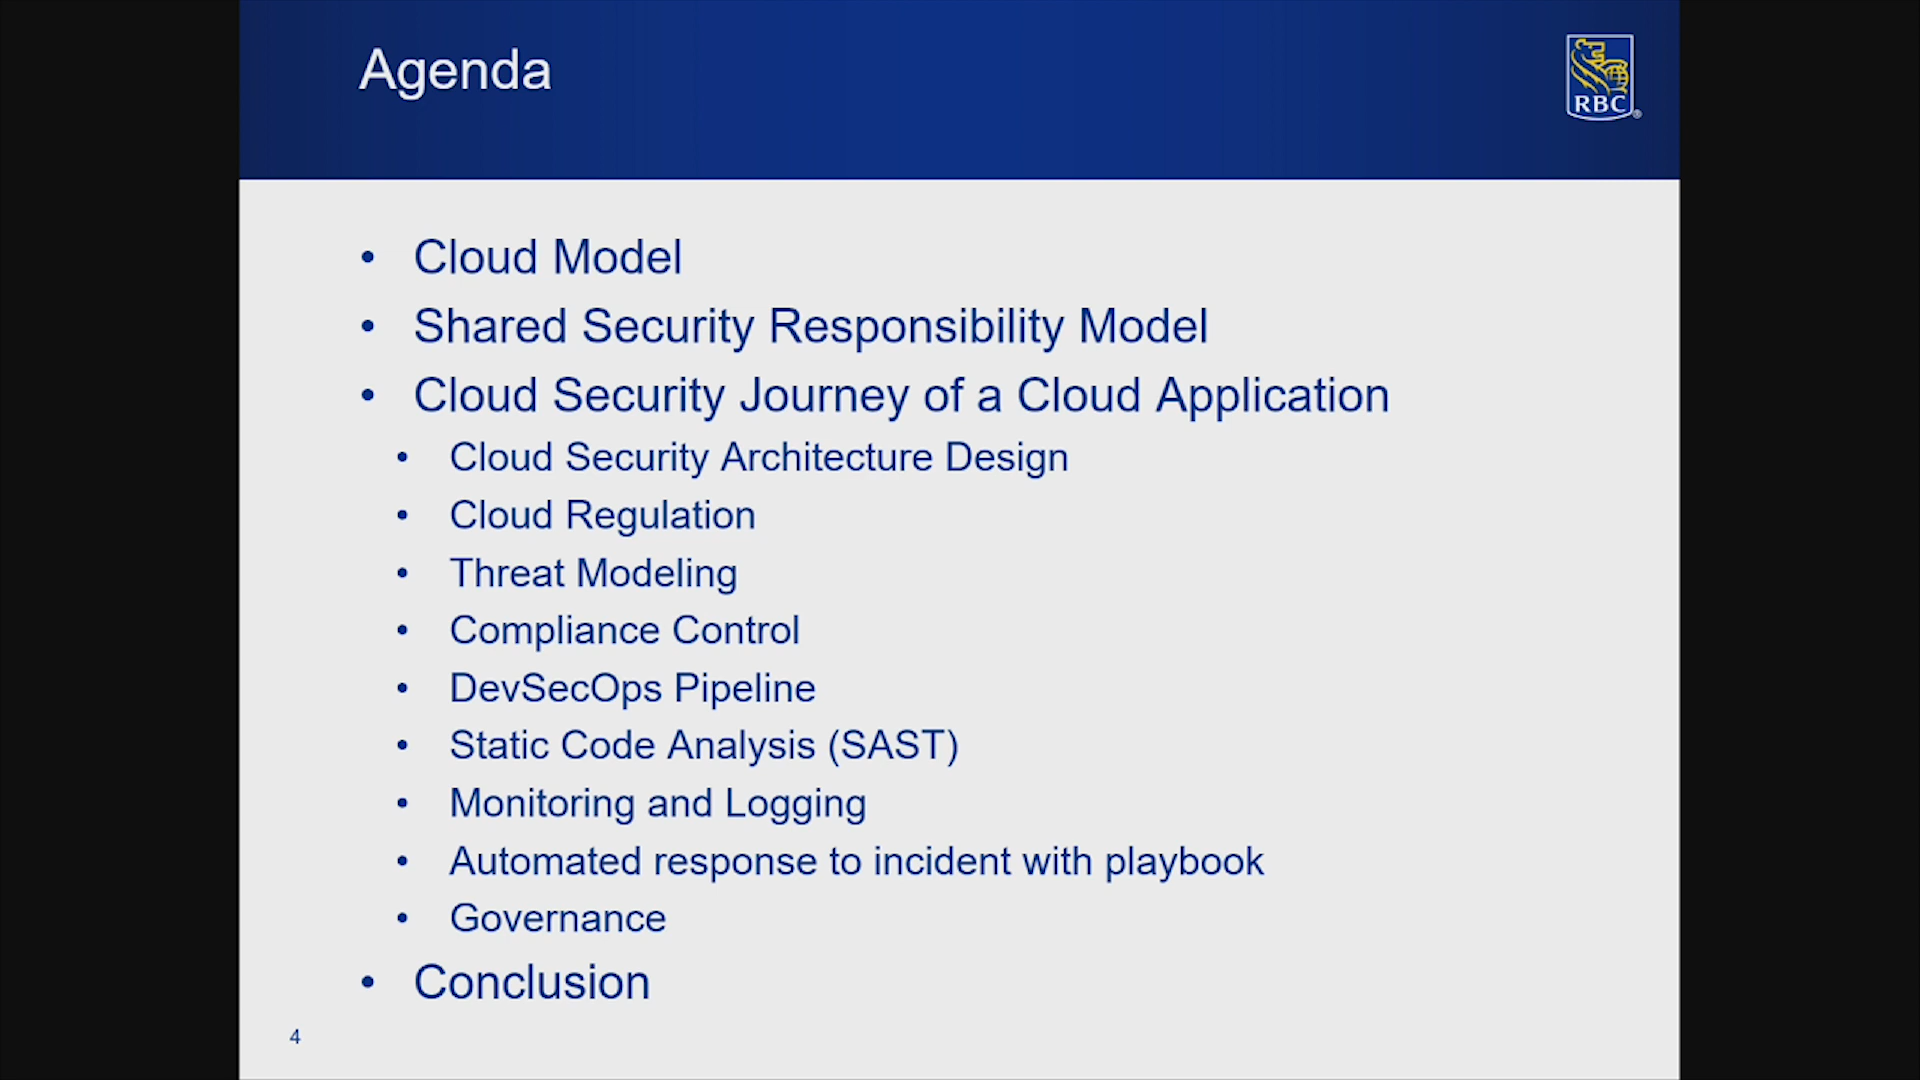 Agenda
RBC®
• Cloud Model
• Shared Security Responsibility Model
• Cloud Security Journey of a Cloud Application
• Cloud Security Architecture Design
• Cloud Regulation
• Threat Modeling
• Compliance Control
• DevSecOps Pipeline
• Static Code Analysis (SAST)
• Monitoring and Logging
• Automated response to incident with playbook
• Governance
• Conclusion
4